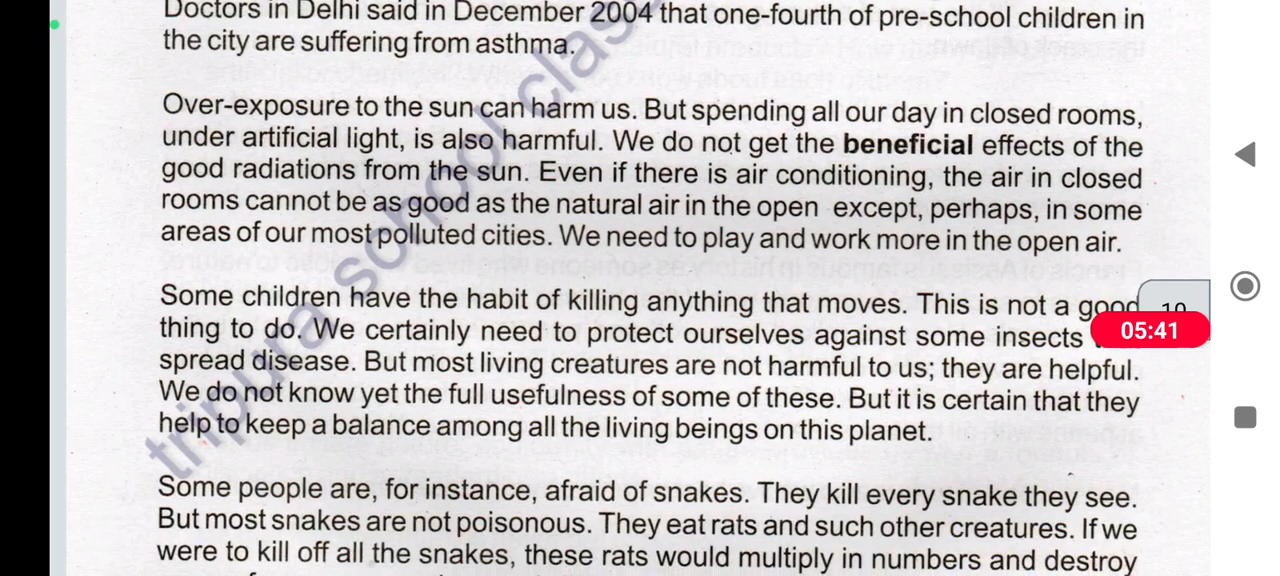 Doctors in Delhi said in December 2004 that one-fourth of pre-school children in
the city are suffering from asthma.
Over-exposure to the sun can harm us. But spending all our day in closed rooms,
under artificial light, is also harmful. We do not get the beneficial effects of the
good radiations from the sun. Even if there is air conditioning, the air in closed
rooms cannot be as good as the natural air in the open except, perhaps, in some
areas of our most polluted cities. We need to play and work more in the open air.
Some children have the habit of killing anything that moves. This is not a good
thing to do. We certainly need to protect ourselves against some insects
spread disease. But most living creatures are not harmful to us; they are helpful.
We do not know yet the full usefulness of some of these. But it is certain that they
help to keep a balance among all the living beings on this planet.
Some people are, for instance, afraid of snakes. They kill every snake they see.
But most snakes are not poisonous. They eat rats and such other creatures. If we
were to kill off all the snakes, these rats would multiply in numbers and destroy
tripura school clas
05:41